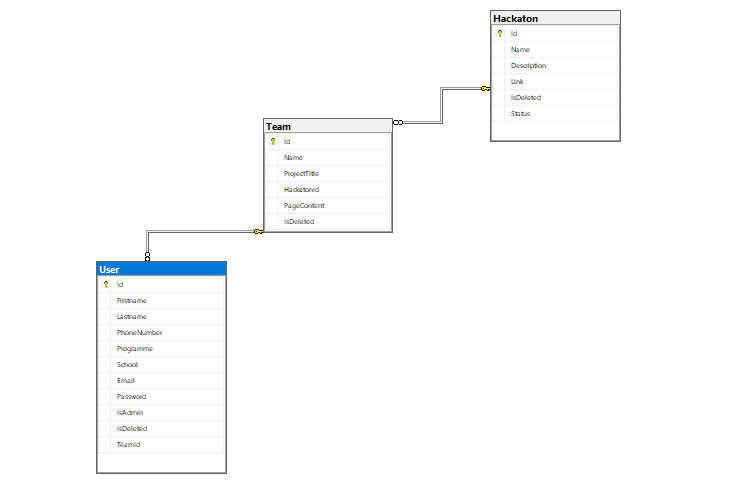 Hackaton
Id
Name
Description
Link
IsDeleted
Status
Team
Id
Name
ProjectTitle
HackatonId
PageContent
IsDeleted
User
Id
Firstname
Lastname
PhoneNumber
Programme
School
Email
Password
IsAdmin
IsDeleted
TeamId